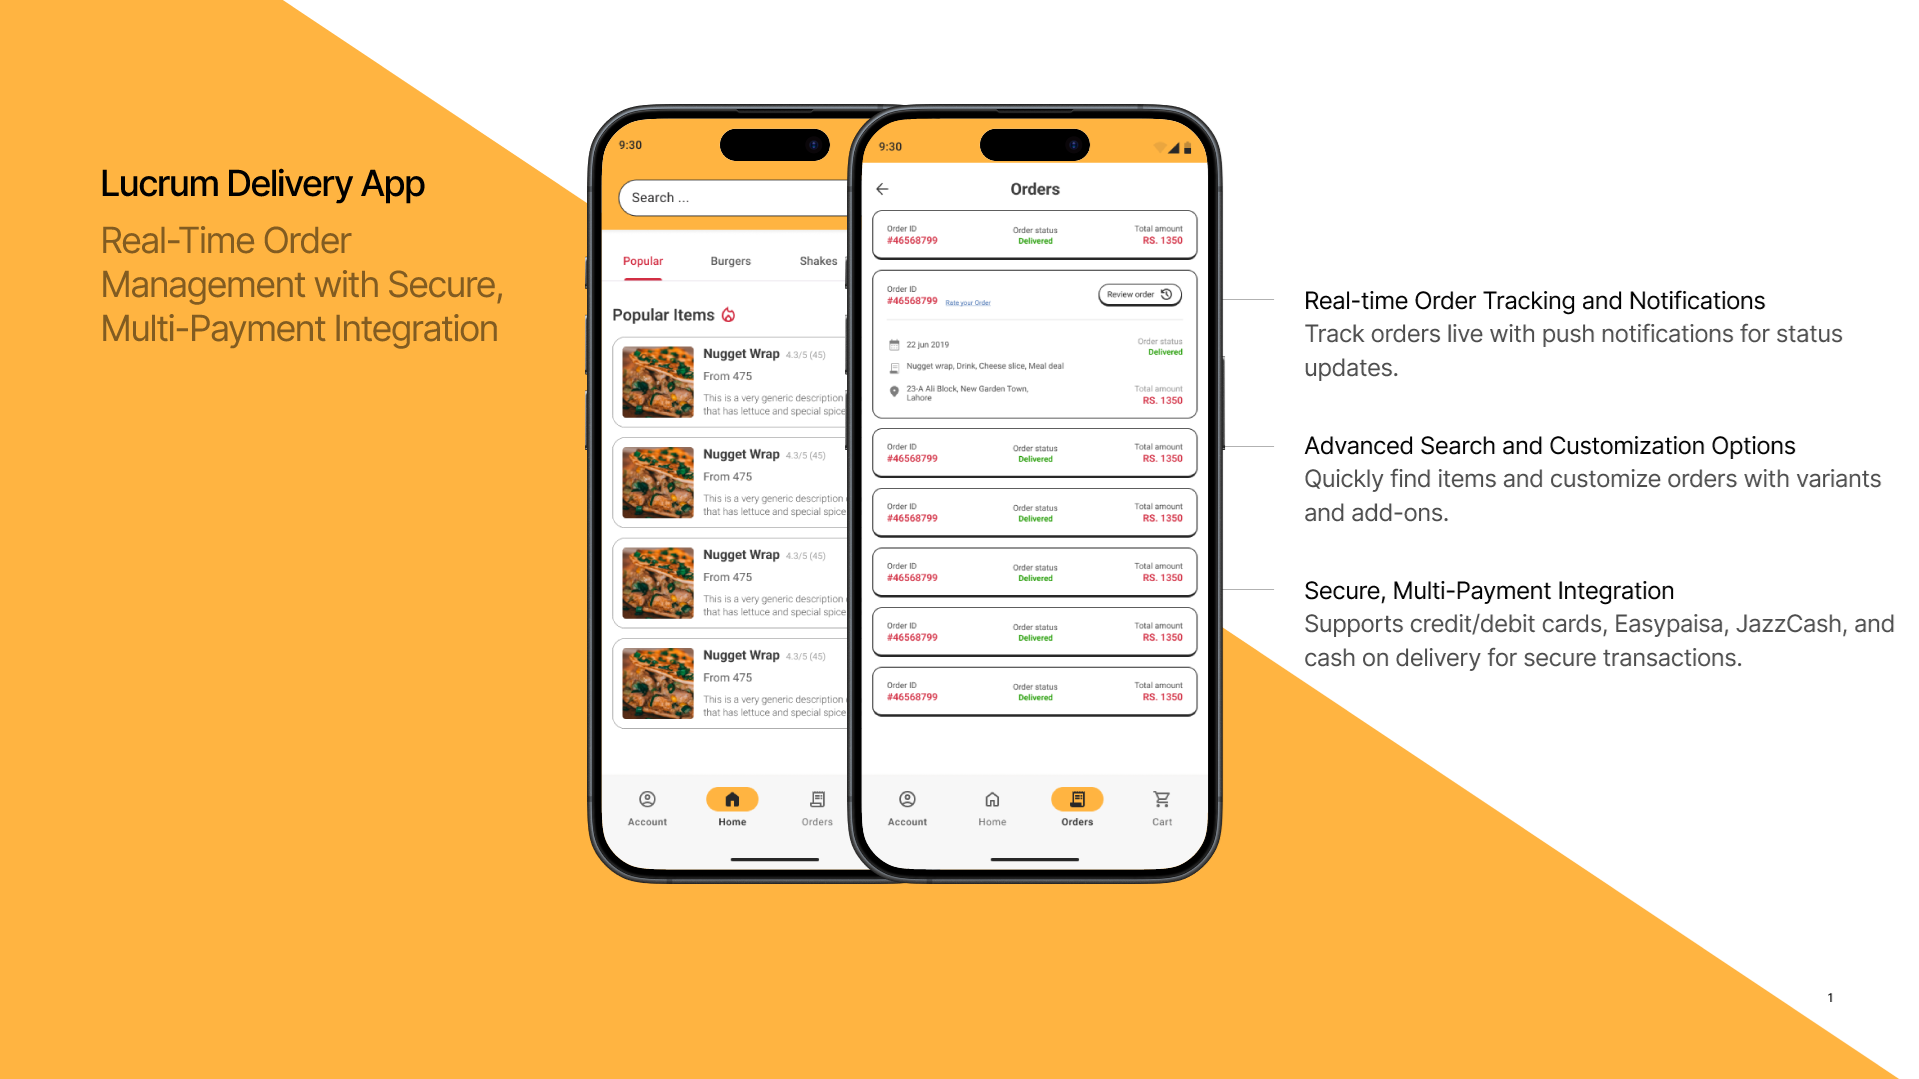 Lucrum Delivery App
Real-Time Order
Management with Secure,
Multi-Payment Integration
9:30
Search ...
Popular Burgers Shakes
Popular Items
Nugget Wrap 4.3/5 (45)
From 475
This is a very generic description
that has lettuce and special spice
Nugget Wrap 4.3/5 (45)
From 475
This is a very generic description
that has lettuce and special spice
Nugget Wrap 4.3/5 (45)
From 475
This is a very generic description
that has lettuce and special spice
Nugget Wrap 4.3/5 (45)
From 475
This is a very generic description
that has lettuce and special spice
Account Home Orders
9:30
Orders
Order ID Order status Total amount
#46568799 Delivered RS. 1350
Order ID
#46568799 Rate your Order Review order
22 jun 2019 Order status
Delivered
Nugget wrap, Drink, Cheese slice, Meal deal
23-A Ali Block, New Garden Town, Total amount
Lahore RS. 1350
Order ID Order status Total amount
#46568799 Delivered RS. 1350
Order ID Order status Total amount
#46568799 Delivered RS. 1350
Order ID Order status Total amount
#46568799 Delivered RS. 1350
Order ID Order status Total amount
#46568799 Delivered RS. 1350
Order ID Order status Total amount
#46568799 Delivered RS. 1350
Account Home Orders Cart
Real-time Order Tracking and Notifications
Track orders live with push notifications for status
updates.
Advanced Search and Customization Options
Quickly find items and customize orders with variants
and add-ons.
Secure, Multi-Payment Integration
Supports credit/debit cards, Easypaisa, JazzCash, and
cash on delivery for secure transactions.
1